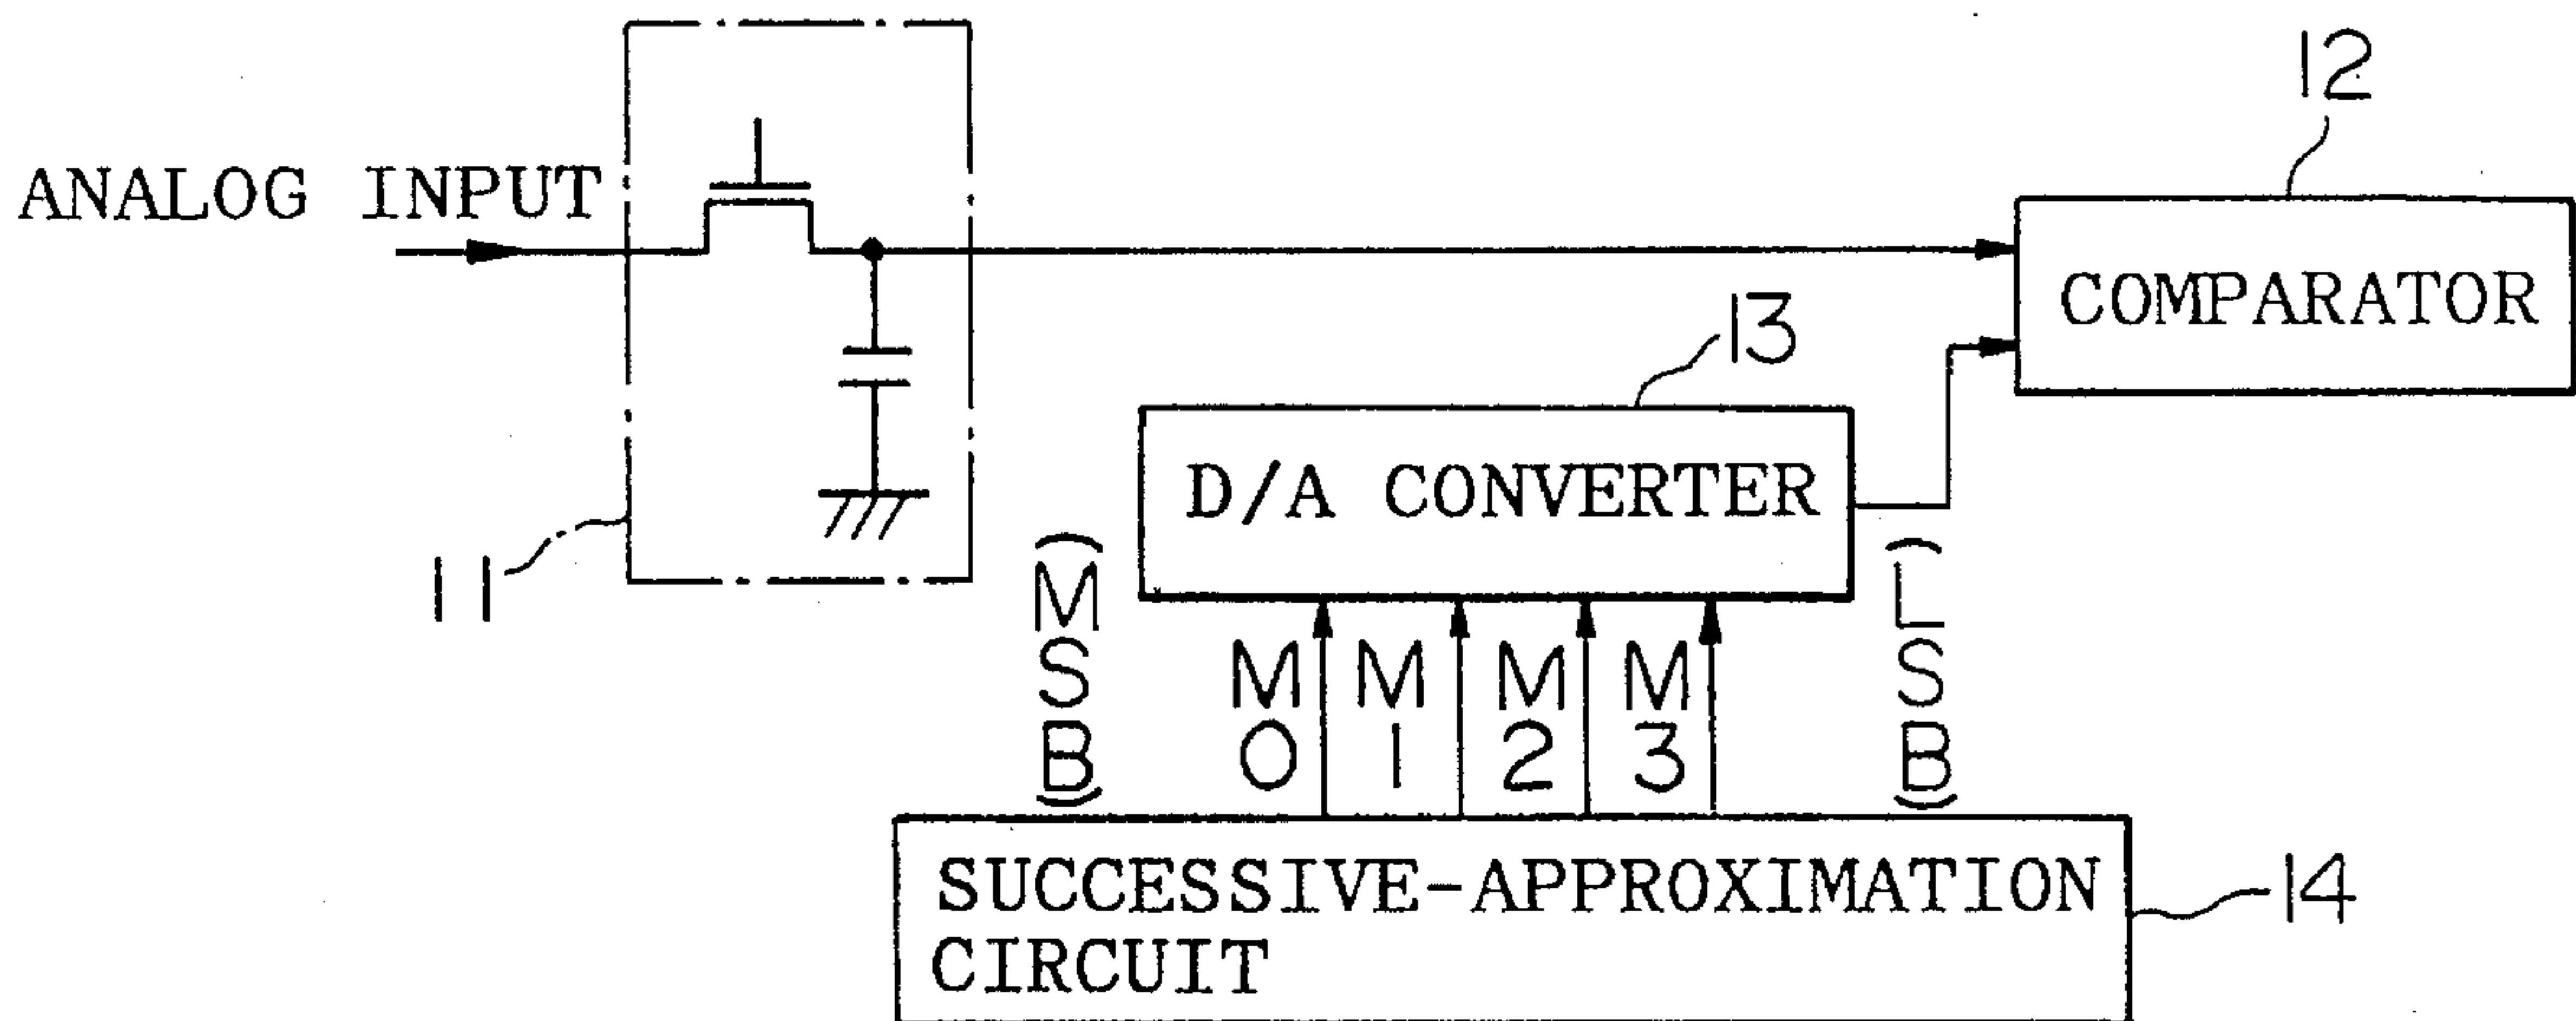 12
ANALOG INPUT
COMPARATOR
13
D/A CONVERTER
11
(MSB)
M0
M1
M2
M3
(LSB)
SUCCESSIVE-APPROXIMATION
CIRCUIT
14